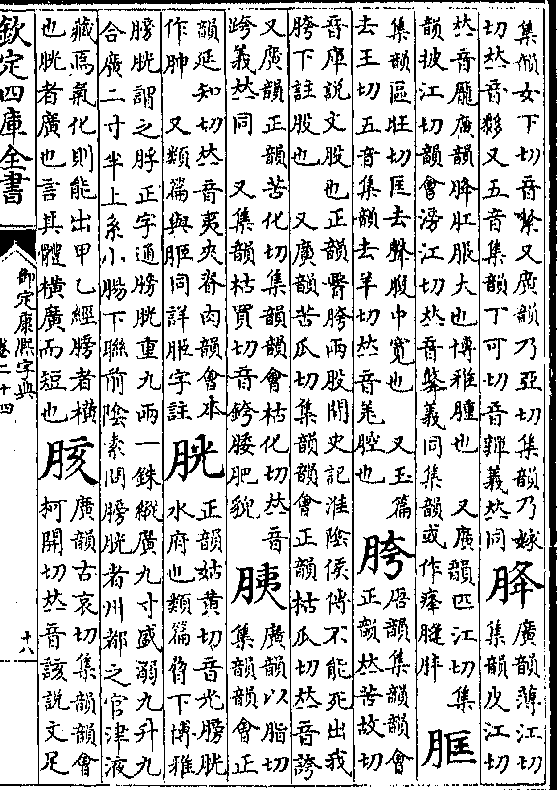 集韻女下切音拏又廣韻乃亞切集韻乃嫁
切𠀤音又五音集韻丁可切音嚲義𠀤同
胮
廣韻薄江切
集韻皮江切
𠀤音龐廣韻胮肛脹大也博雅腫也 又廣韻匹江切集
韻披江切韻會滂江切𠀤音義同集韻或作肨
集韻區旺切匡去聲腹中寬也 又玉篇
去王切五音集韻去羊切𠀤音羌腔也
胯
唐韻集韻韻會
正韻𠀤苦故切
音庫說文股也正韻腎胯兩股間史記淮陰侯傳不能死出我
胯下註股也 又廣韻苦瓜切集韻韻會正韻枯瓜切𠀤音誇
又廣韻正韻苦化切集韻韻會枯化切𠀤音
跨義𠀤同 又集韻枯買切音銙腰肥貌
胰
廣韻以脂切
集韻韻會正
韻延知切𠀤音夷夾脊肉韻會本
作胂 又類篇與𦣝同詳𦣝字註
胱
正韻姑黃切音光膀胱
水府也類篇脅下博雅
膀胱謂之脬正字通膀胱重九兩一銖縱廣九寸盛溺九升九
合廣二寸半上系小腸下聯前陰素問膀胱者州都之官津液
藏焉氣化則能出甲乙經膀者橫
也胱者廣也言其體橫廣而短也
胲
廣韻古哀切集韻韻會
柯開切𠀤音該說文足
欽定四庫全書
御定康熙字典
卷二十四
十八